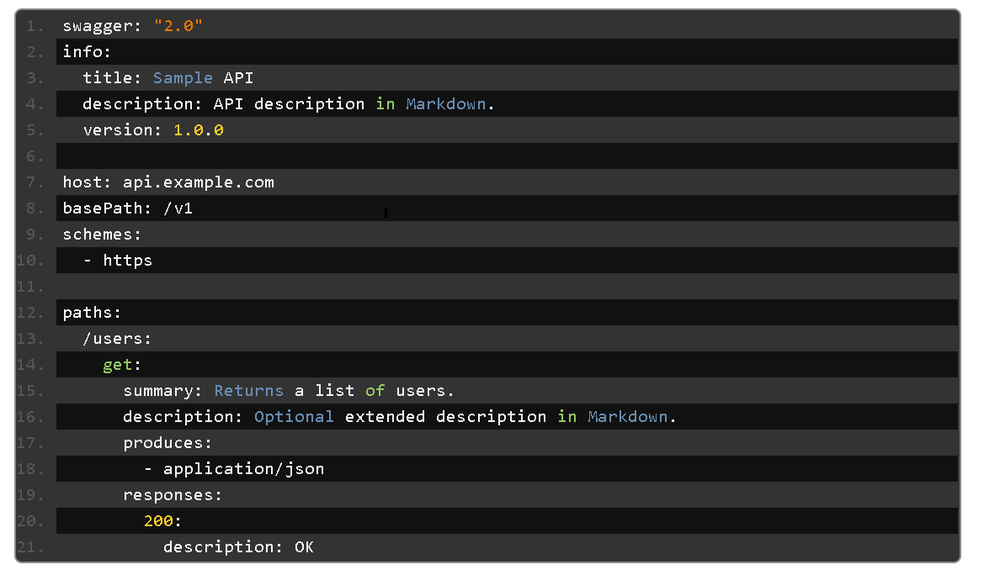 1. swagger: "2.0"
2. info:
3.   title: Sample API
4.   description: API description in Markdown.
5.   version: 1.0.0
6.
7. host: api.example.com
8. basePath: /v1
9. schemes:
10.   - https
11.
12. paths:
13.   /users:
14.     get:
15.       summary: Returns a list of users.
16.       description: Optional extended description in Markdown.
17.       produces:
18.         - application/json
19.       responses:
20.         200:
21.           description: OK